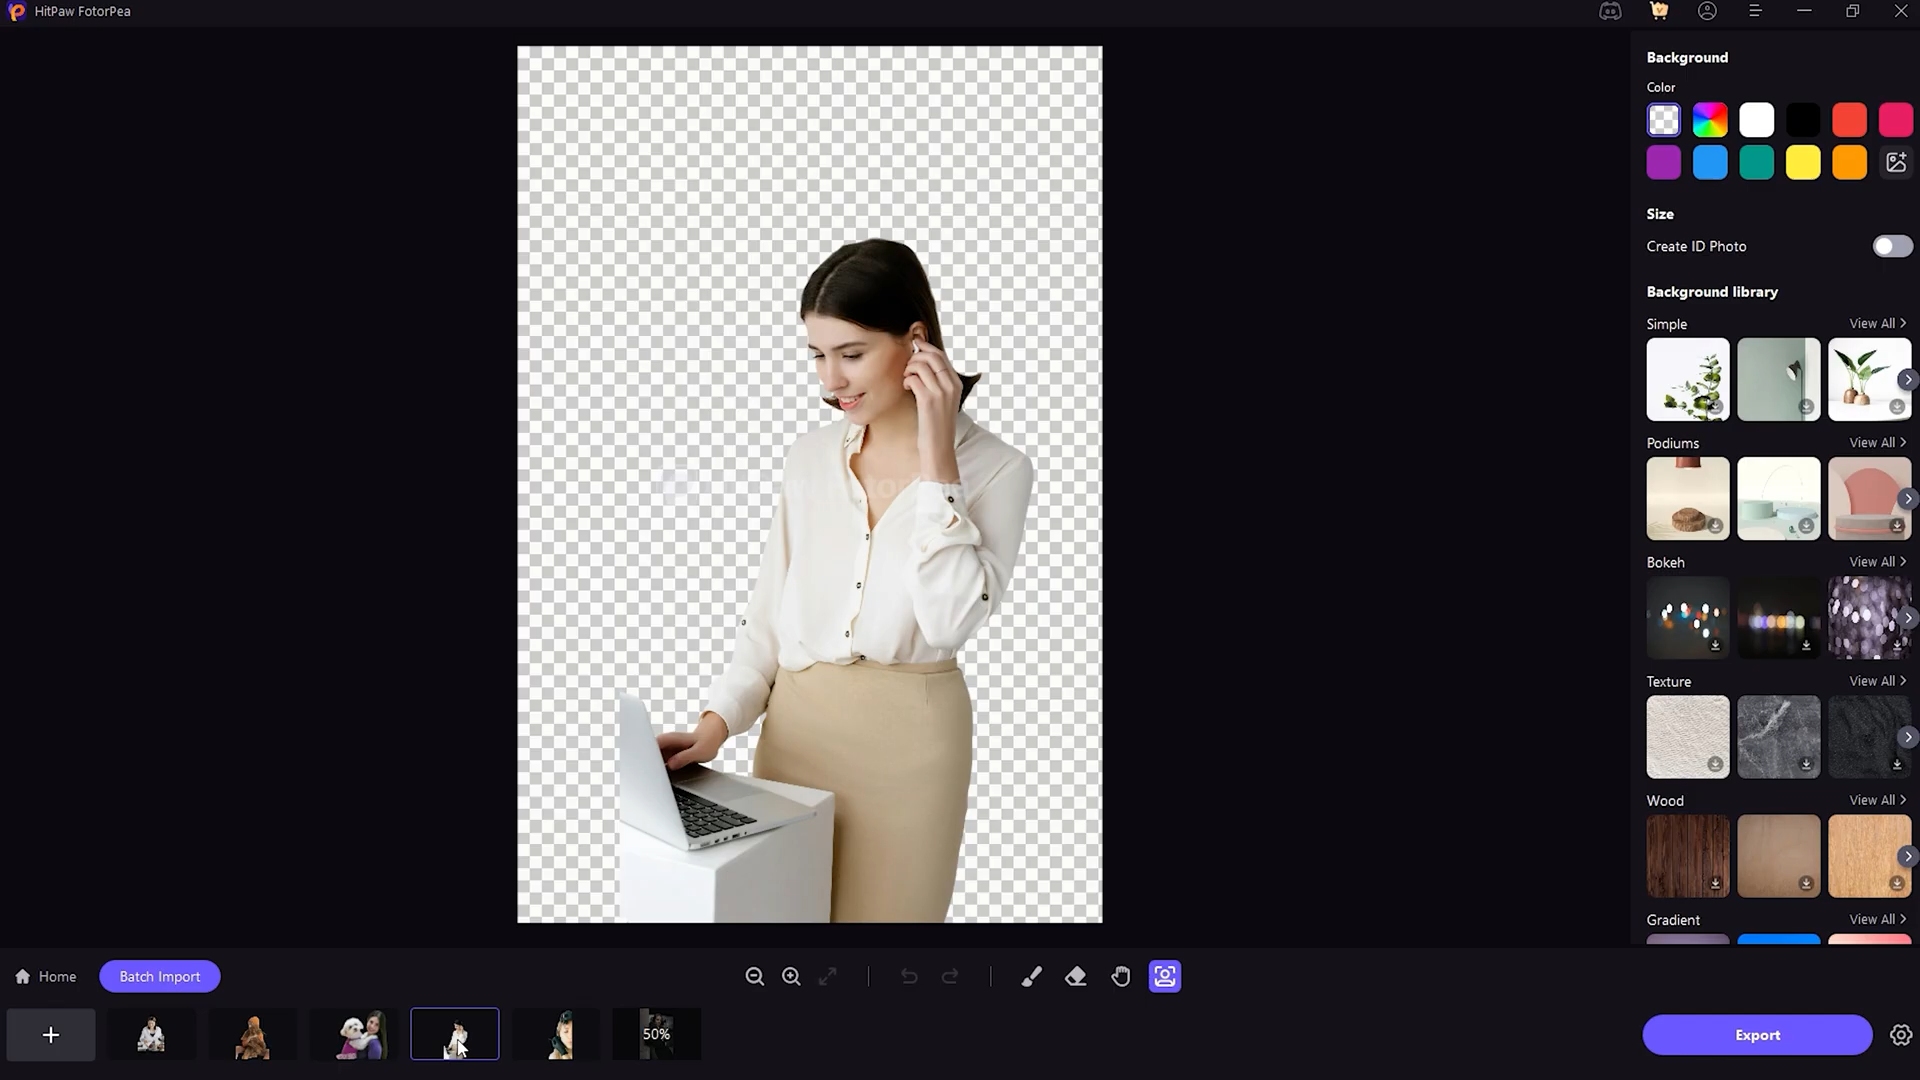 HitPaw FotorPea
Background
Color
Size
Create ID Photo
Background library
Simple
View All
Podiums
View All
Bokeh
View All
Texture
View All
Wood
View All
Gradient
View All
Home
Batch Import
50%
Export